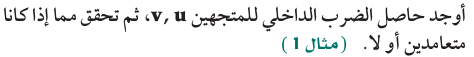 أوجد حاصل الضرب الداخلي للمتجهين u ,v، ثم تحقق مما إذا كانا
متعامدين أو لا. (مثال 1)